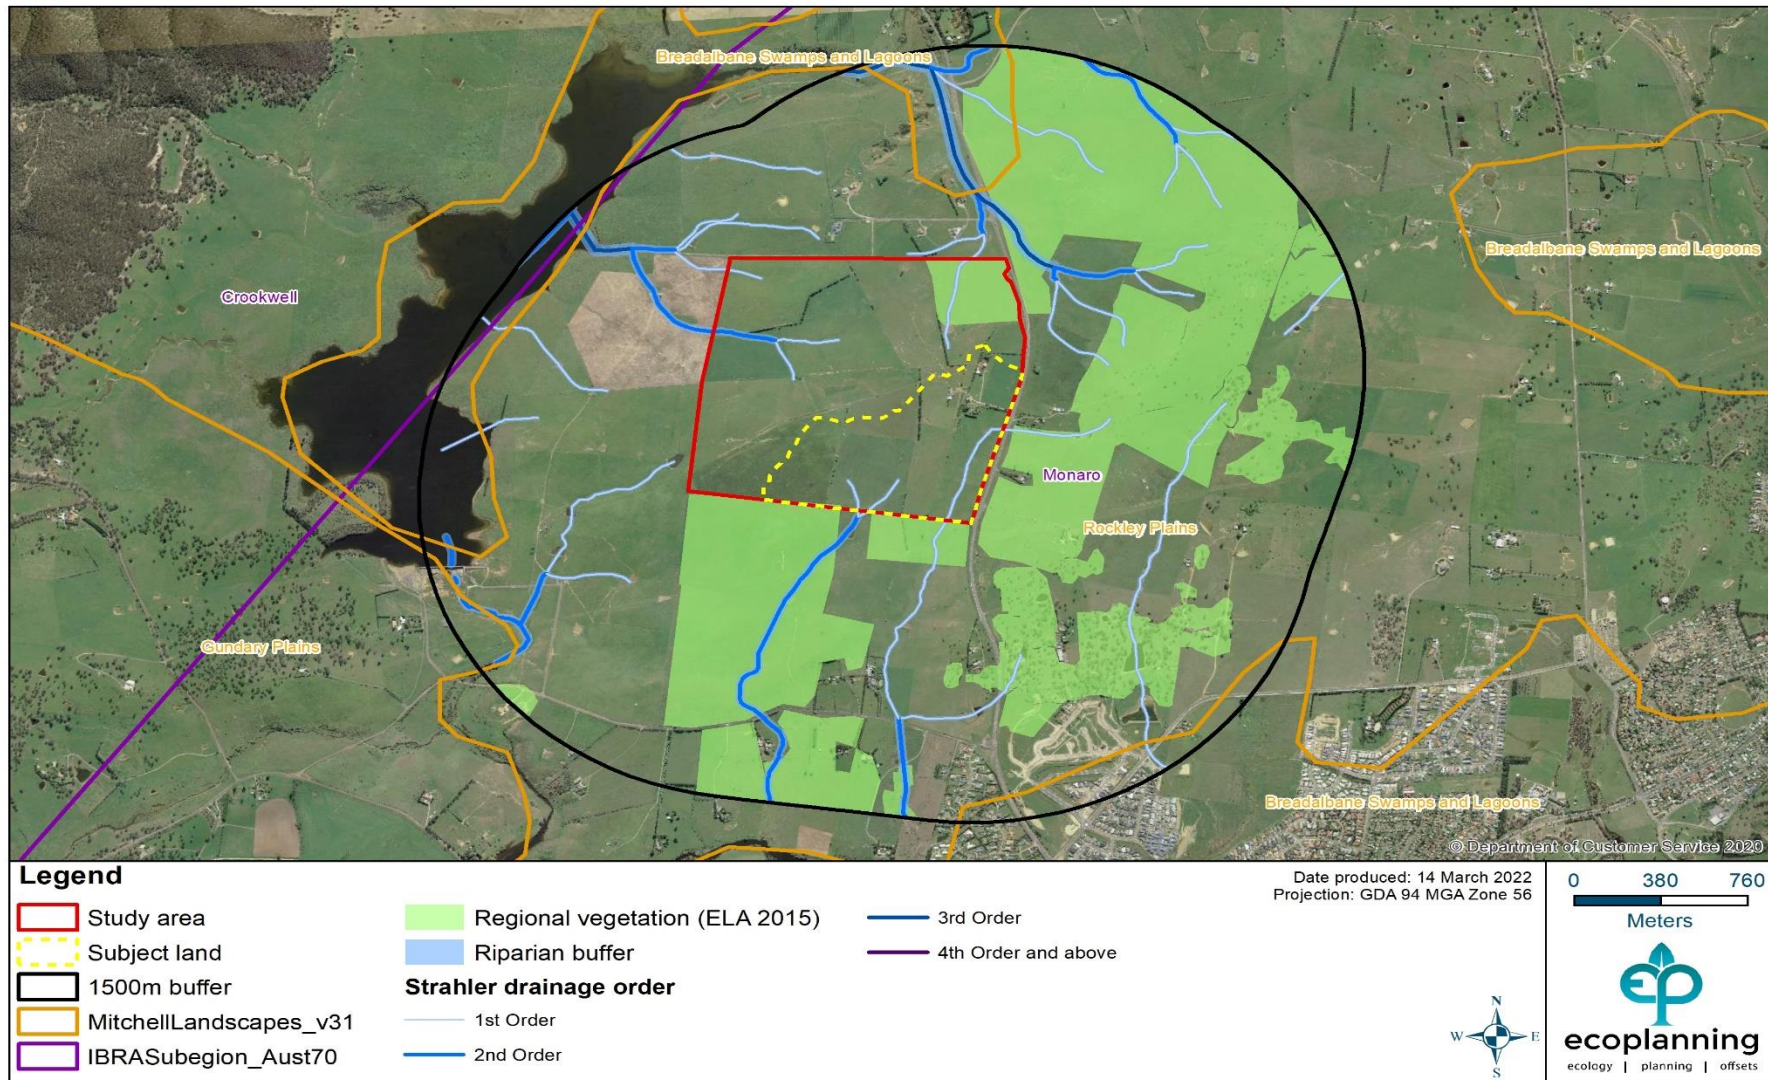 Breadalbane Swamps and Lagoons
Breadalbane Swamps and Lagoons
Crookwell
Monaro
Rockley Plains
Gundary Plains
Breadalbane Swamps and Lagoons
© Department of Customer Service 2020
Legend
Study area
Subject land
1500m buffer
MitchellLandscapes_v31
IBRASubegion_Aust70
Regional vegetation (ELA 2015)
Riparian buffer
Strahler drainage order
1st Order
2nd Order
3rd Order
4th Order and above
Date produced: 14 March 2022
Projection: GDA 94 MGA Zone 56
N
W E
S
0 380 760
Meters
ep
ecoplanning
ecology | planning | offsets